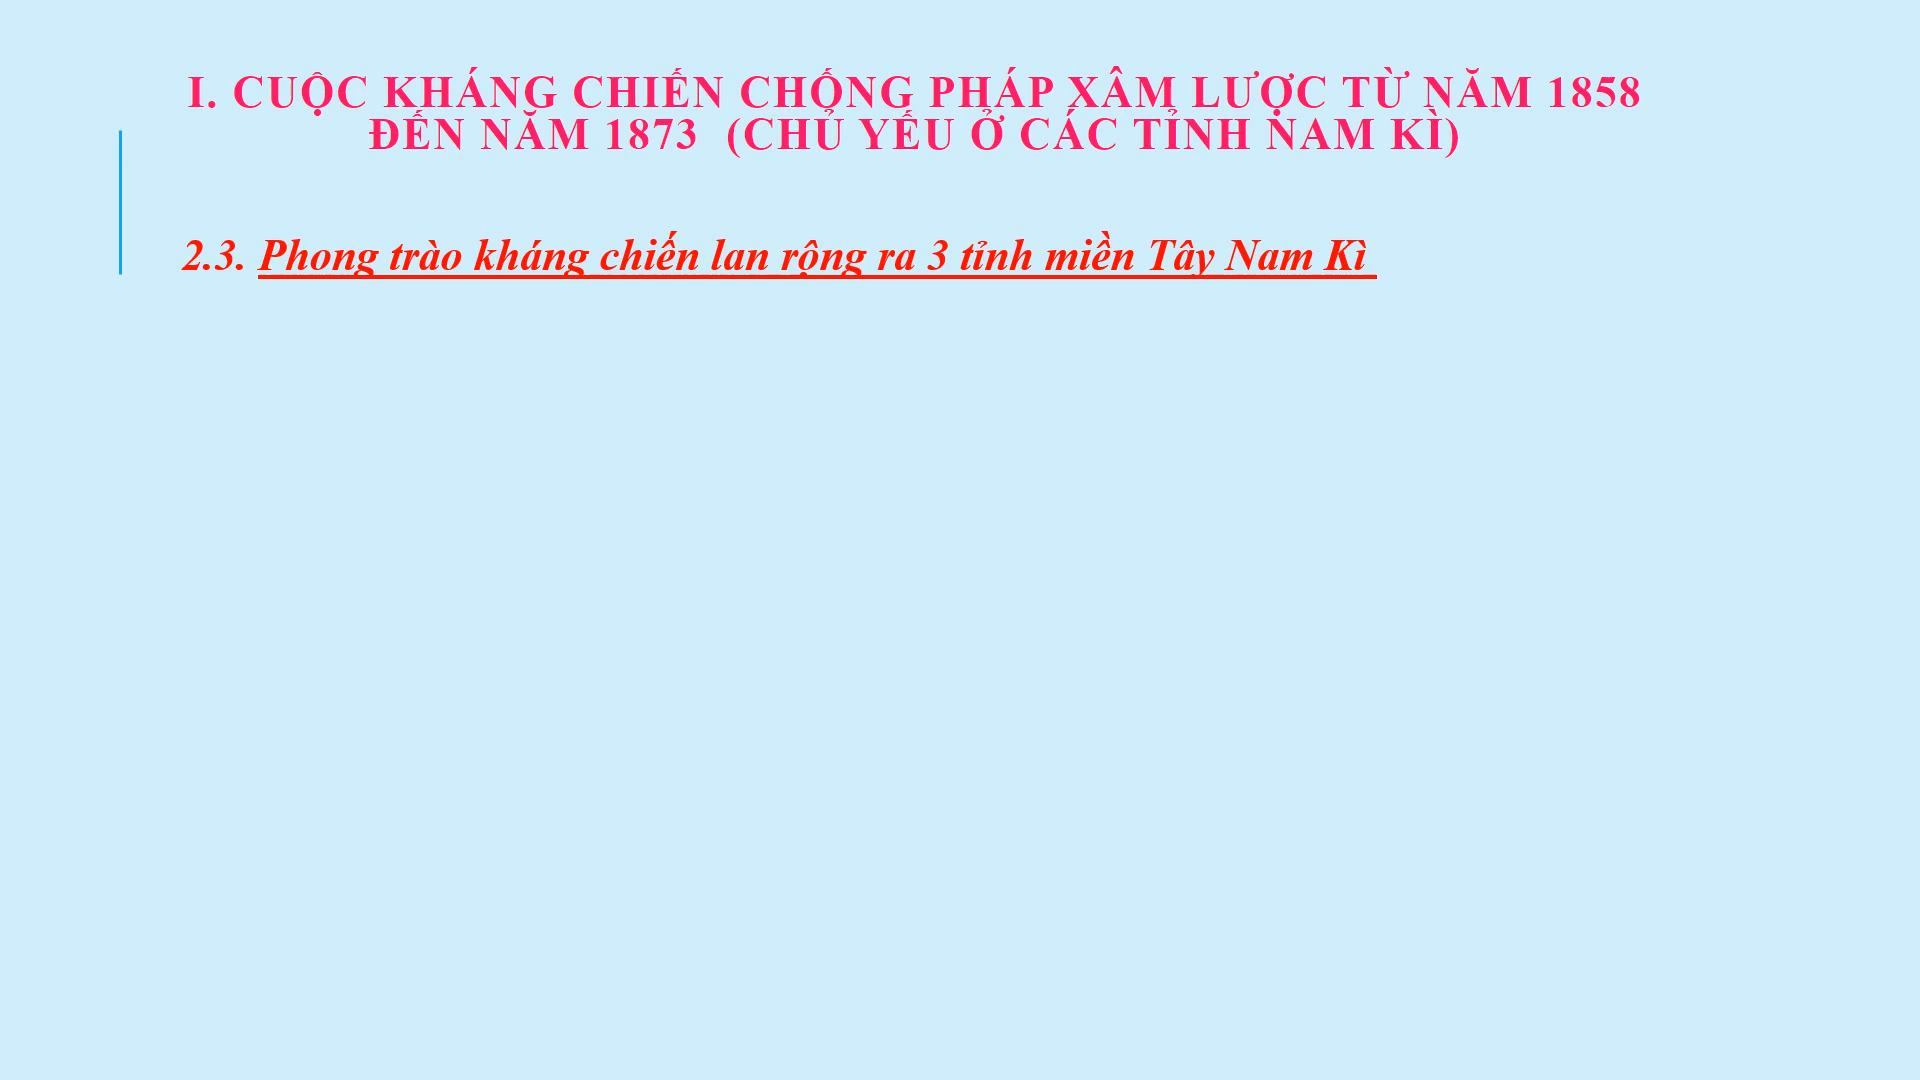 I. CUỘC KHÁNG CHIẾN CHỐNG PHÁP XÂM LƯỢC TỪ NĂM 1858
ĐẾN NĂM 1873 (CHỦ YẾU Ở CÁC TỈNH NAM KÌ)
2.3. Phong trào kháng chiến lan rộng ra 3 tỉnh miền Tây Nam Kì